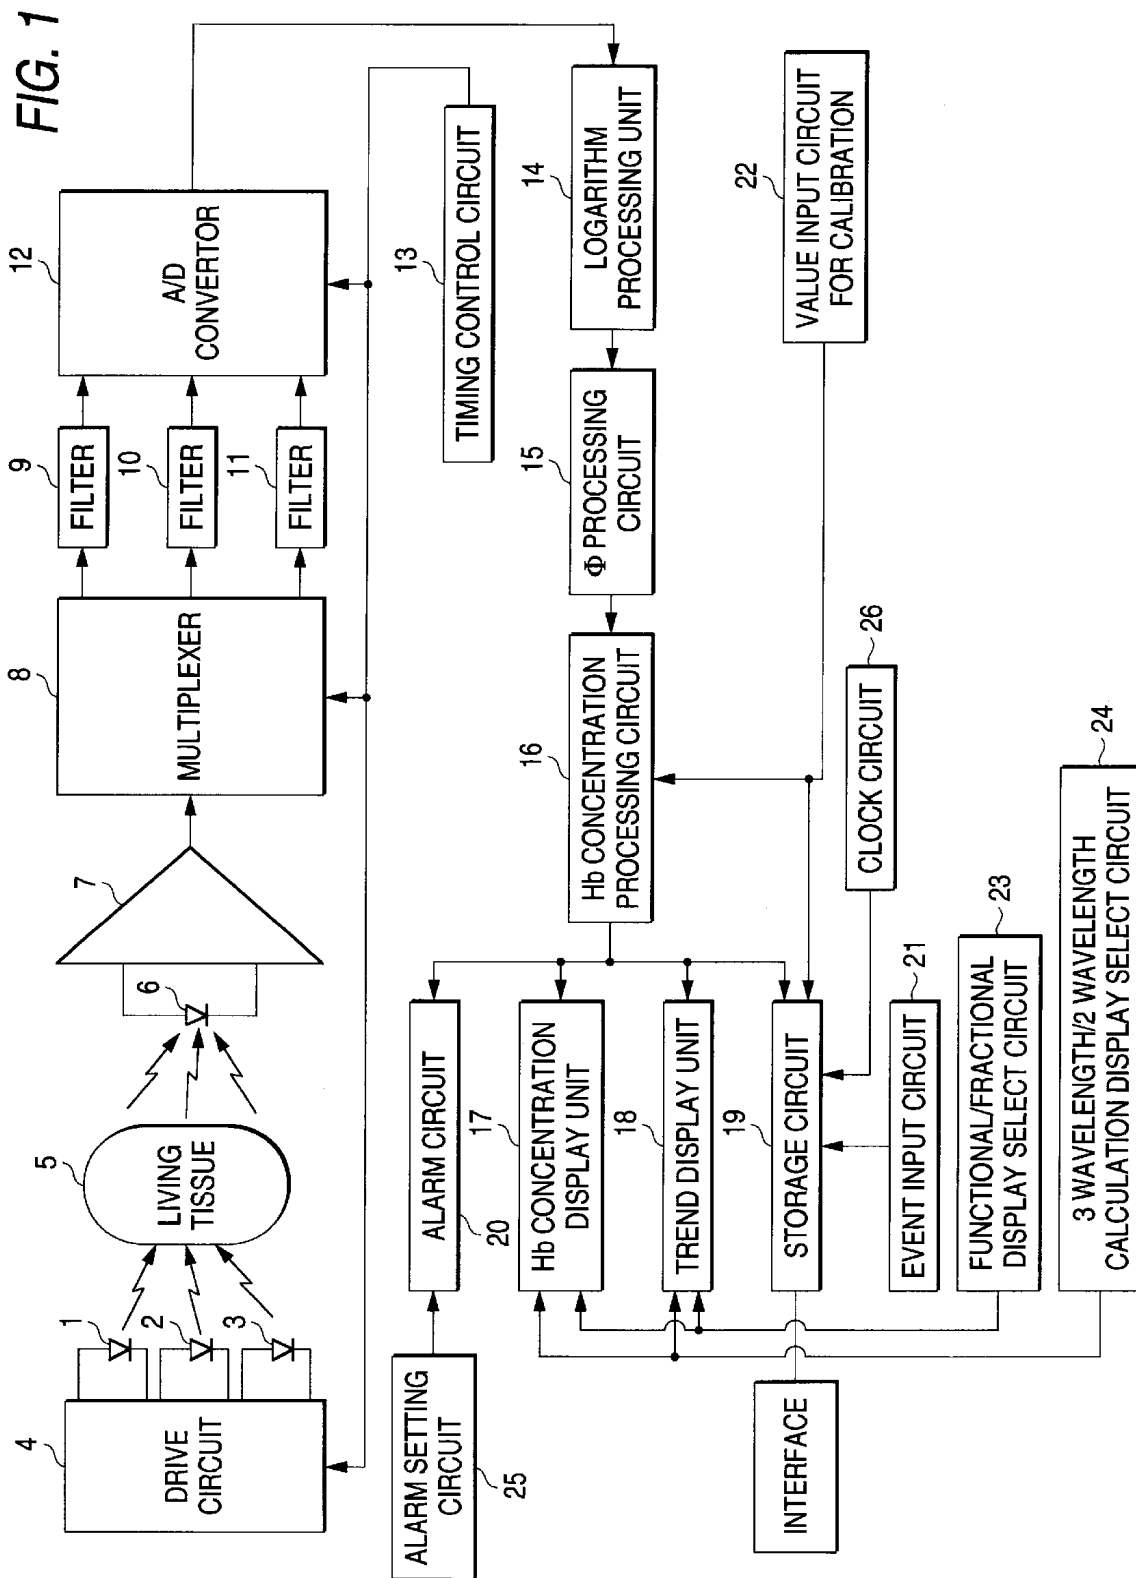 FIG. 1
4
DRIVE
CIRCUIT
1
2
3
5
LIVING
TISSUE
6
7
8
MULTIPLEXER
9
FILTER
10
FILTER
11
FILTER
12
A/D
CONVERTOR
13
TIMING CONTROL CIRCUIT
14
LOGARITHM
PROCESSING UNIT
15
Φ PROCESSING
CIRCUIT
16
Hb CONCENTRATION
PROCESSING CIRCUIT
22
VALUE INPUT CIRCUIT
FOR CALIBRATION
ALARM SETTING
CIRCUIT
25
ALARM CIRCUIT
20
17
Hb CONCENTRATION
DISPLAY UNIT
18
TREND DISPLAY UNIT
19
STORAGE CIRCUIT
CLOCK CIRCUIT
26
EVENT INPUT CIRCUIT
21
FUNCTIONAL/FRACTIONAL
DISPLAY SELECT CIRCUIT
23
3 WAVELENGTH/2 WAVELENGTH
CALCULATION DISPLAY SELECT CIRCUIT
24
INTERFACE